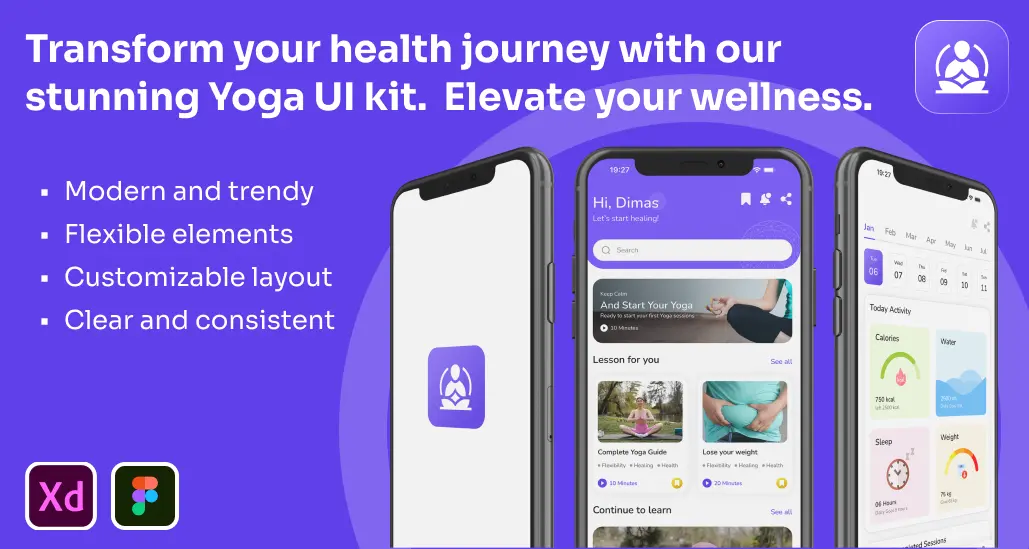 Transform your health journey with our
stunning Yoga UI kit. Elevate your wellness.
▪ Modern and trendy
▪ Flexible elements
▪ Customizable layout
▪ Clear and consistent
Xd
19:27
Hi, Dimas
Let's start healing!
Search
Keep Calm
And Start Your Yoga
Ready to start your first Yoga sessions
10 Minutes
Lesson for you
See all
Complete Yoga Guide
Flexibility Healing Health
10 Minutes
Lose your weight
Flexibility Healing Health
20 Minutes
Continue to learn
See all
19:27
Jan Feb Mar Apr May Jun Jul
Tue Wed Thu Fri Sat Sun
06 07 08 09 10 11
Today Activity
Calories
750 kcal
Water
Sleep
06 Hours
Weight
75 kg
Sessions